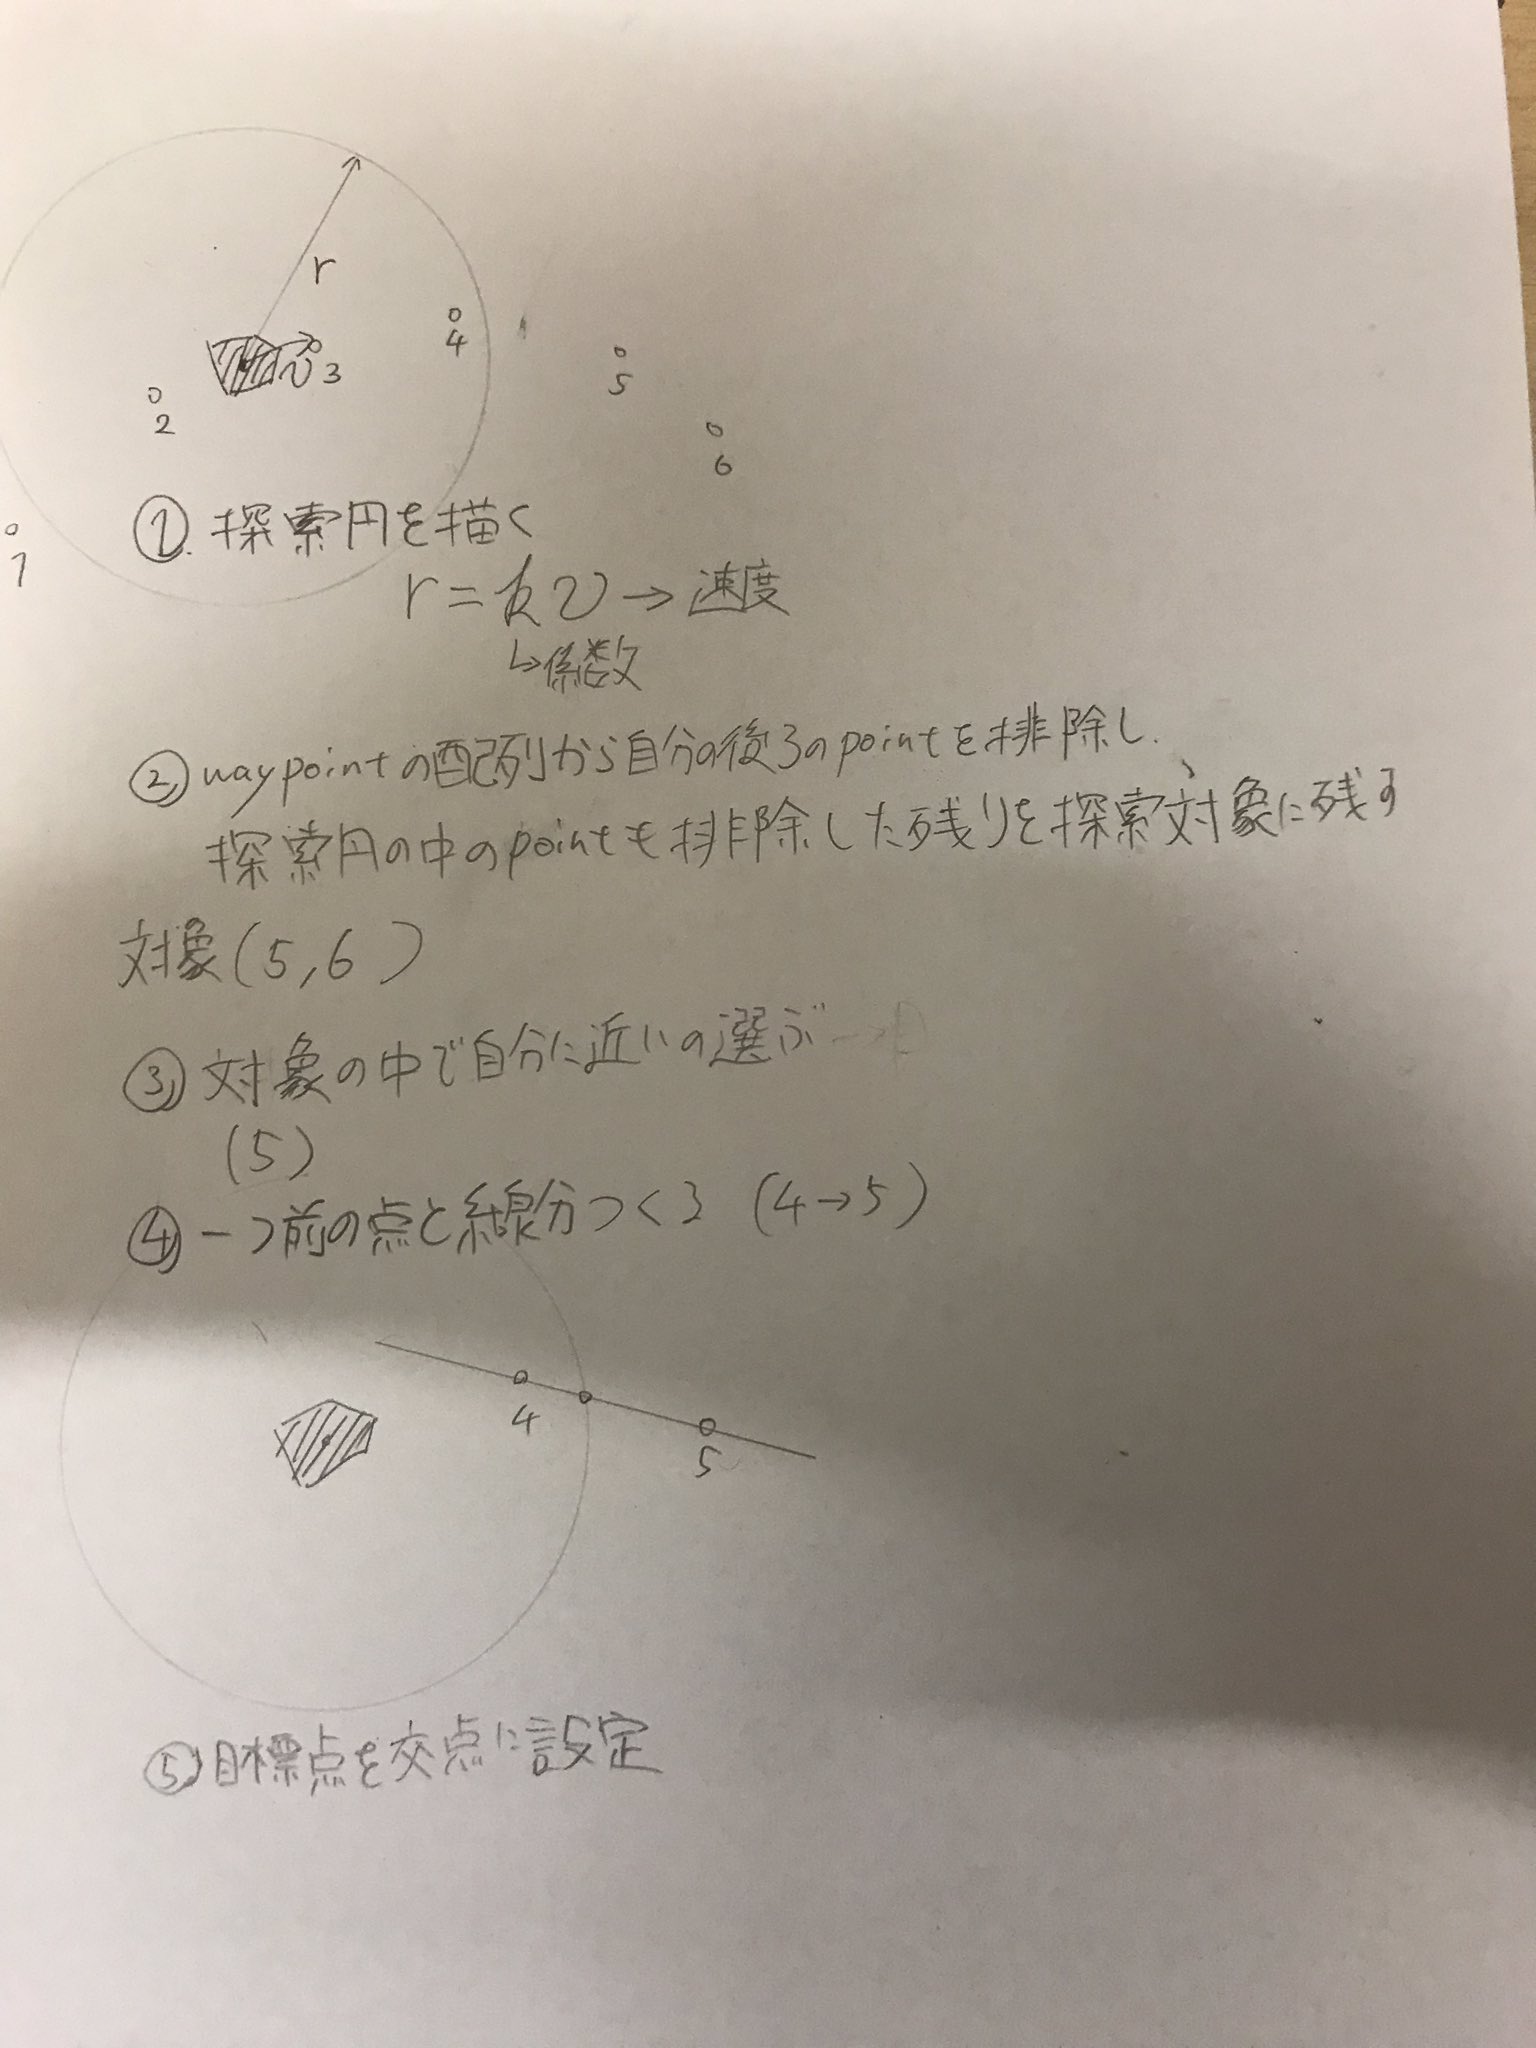 r
v
3
4
2
5
6
1
①.探索円を描く
r=kv→速度
↳係数
②waypointの配列から自分の後ろのpointを排除し、
探索円の中のpointも排除した残りを探索対象に残す
対象(5,6)
③対象の中で自分に近いの選ぶ
(5)
④一つ前の点と線分つくる (4→5)
4
5
⑤目標点を交点に設定